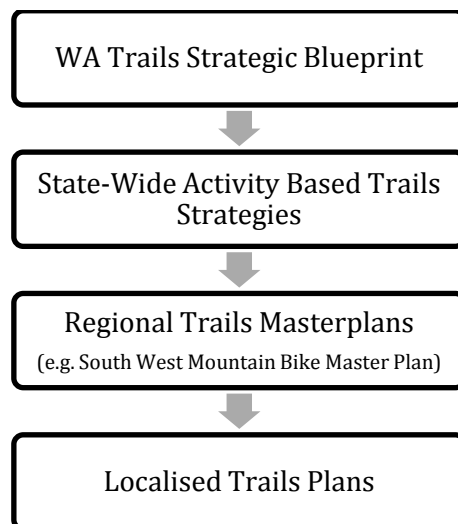 WA Trails Strategic Blueprint
State-Wide Activity Based Trails
Strategies
Regional Trails Masterplans
(e.g. South West Mountain Bike Master Plan)
Localised Trails Plans